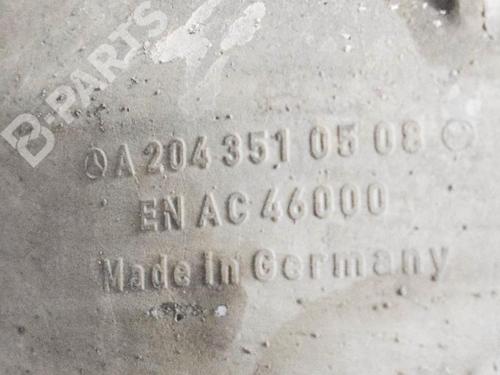 B-PARTS
A 204 351 05 08
EN AC 46000
Made in Germany